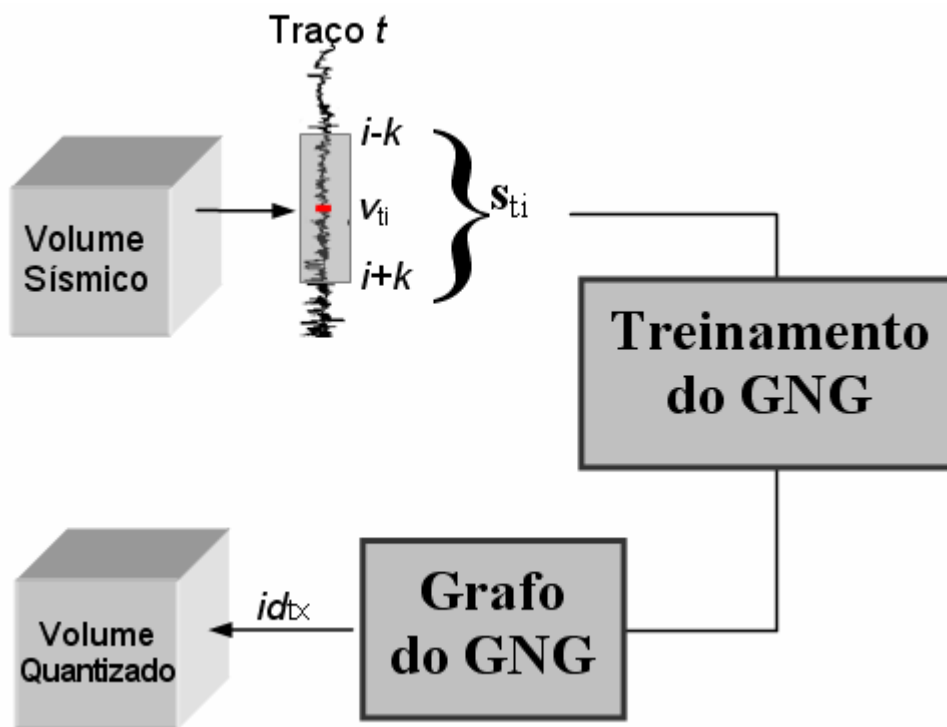 Traço t
i-k
v_ti
i+k
s_ti
Volume
Sísmico
Treinamento
do GNG
Grafo
do GNG
id_tx
Volume
Quantizado